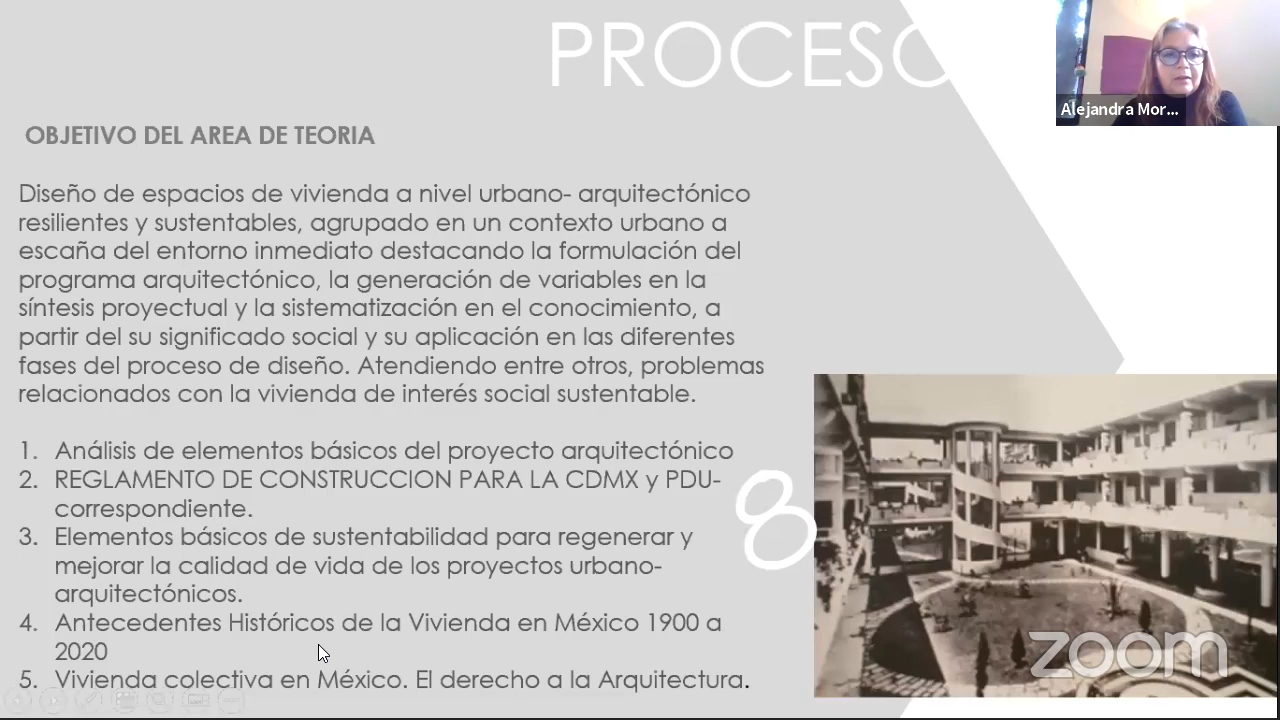 PROCESO
Alejandra Mor...
OBJETIVO DEL AREA DE TEORIA
Diseño de espacios de vivienda a nivel urbano- arquitectónico
resilientes y sustentables, agrupado en un contexto urbano a
escaña del entorno inmediato destacando la formulación del
programa arquitectónico, la generación de variables en la
síntesis proyectual y la sistematización en el conocimiento, a
partir del su significado social y su aplicación en las diferentes
fases del proceso de diseño. Atendiendo entre otros, problemas
relacionados con la vivienda de interés social sustentable.
1. Análisis de elementos básicos del proyecto arquitectónico
2. REGLAMENTO DE CONSTRUCCION PARA LA CDMX y PDU-
correspondiente.
3. Elementos básicos de sustentabilidad para regenerar y
mejorar la calidad de vida de los proyectos urbano-
arquitectónicos.
4. Antecedentes Históricos de la Vivienda en México 1900 a
2020
5. Vivienda colectiva en México. El derecho a la Arquitectura.
8
zoom